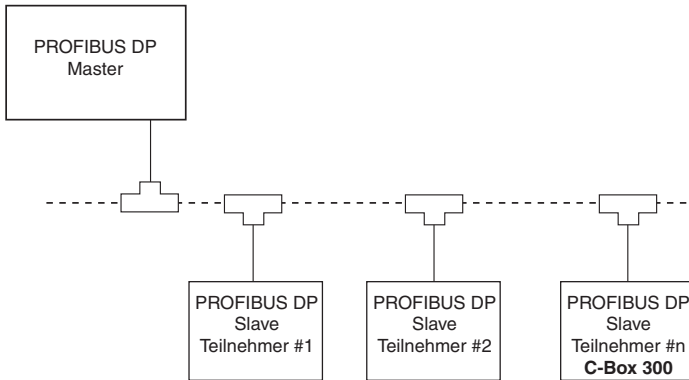 PROFIBUS DP
Master
PROFIBUS DP
Slave
Teilnehmer #1
PROFIBUS DP
Slave
Teilnehmer #2
PROFIBUS DP
Slave
Teilnehmer #n
C-Box 300